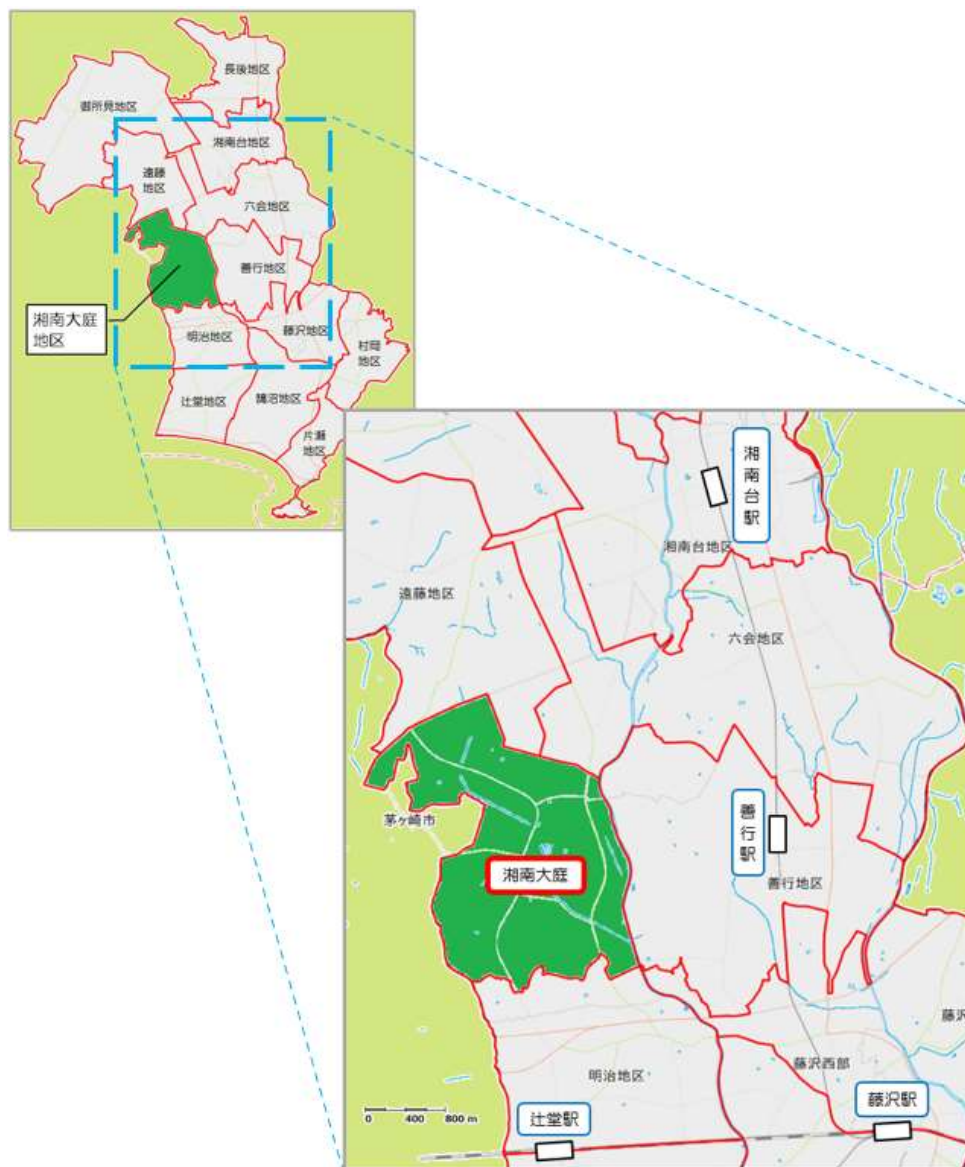 長後地区
御所見地区
湘南台地区
遠藤
地区
六会地区
善行地区
湘南大庭
地区
明治地区
藤沢地区
村岡
地区
辻堂地区
鵠沼地区
片瀬
地区
湘南台駅
湘南台地区
遠藤地区
六会地区
茅ヶ崎市
善行駅
湘南大庭
善行地区
藤沢
藤沢西部
明治地区
藤沢駅
辻堂駅
0 400 800 m